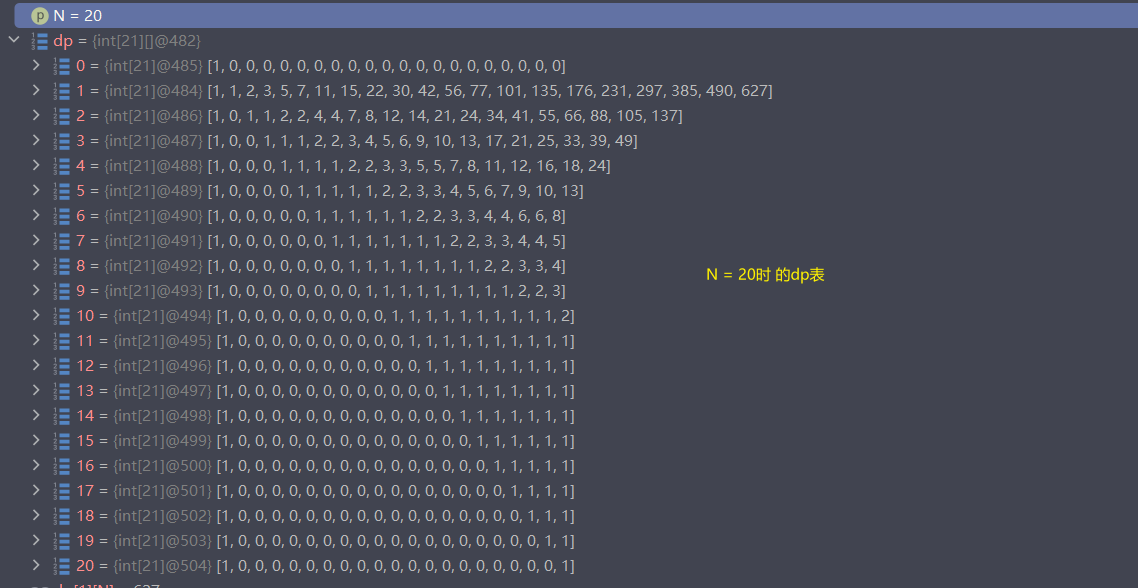 N = 20
dp = {int[21][]@482}
0 = {int[21]@485} [1, 0, 0, 0, 0, 0, 0, 0, 0, 0, 0, 0, 0, 0, 0, 0, 0, 0, 0, 0, 0]
1 = {int[21]@484} [1, 1, 2, 3, 5, 7, 11, 15, 22, 30, 42, 56, 77, 101, 135, 176, 231, 297, 385, 490, 627]
2 = {int[21]@486} [1, 0, 1, 1, 2, 2, 4, 4, 7, 8, 12, 14, 21, 24, 34, 41, 55, 66, 88, 105, 137]
3 = {int[21]@487} [1, 0, 0, 1, 1, 1, 2, 2, 3, 4, 5, 6, 9, 10, 13, 17, 21, 25, 33, 39, 49]
4 = {int[21]@488} [1, 0, 0, 0, 1, 1, 1, 1, 2, 2, 3, 3, 5, 5, 7, 8, 11, 12, 16, 18, 24]
5 = {int[21]@489} [1, 0, 0, 0, 0, 1, 1, 1, 1, 1, 2, 2, 3, 3, 4, 5, 6, 7, 9, 10, 13]
6 = {int[21]@490} [1, 0, 0, 0, 0, 0, 1, 1, 1, 1, 1, 1, 2, 2, 3, 3, 4, 4, 6, 6, 8]
7 = {int[21]@491} [1, 0, 0, 0, 0, 0, 0, 1, 1, 1, 1, 1, 1, 1, 2, 2, 3, 3, 4, 4, 5]
8 = {int[21]@492} [1, 0, 0, 0, 0, 0, 0, 0, 1, 1, 1, 1, 1, 1, 1, 1, 2, 2, 3, 3, 4]
N = 20时 的dp表
9 = {int[21]@493} [1, 0, 0, 0, 0, 0, 0, 0, 0, 1, 1, 1, 1, 1, 1, 1, 1, 1, 2, 2, 3]
10 = {int[21]@494} [1, 0, 0, 0, 0, 0, 0, 0, 0, 0, 1, 1, 1, 1, 1, 1, 1, 1, 1, 1, 2]
11 = {int[21]@495} [1, 0, 0, 0, 0, 0, 0, 0, 0, 0, 0, 1, 1, 1, 1, 1, 1, 1, 1, 1, 1]
12 = {int[21]@496} [1, 0, 0, 0, 0, 0, 0, 0, 0, 0, 0, 0, 1, 1, 1, 1, 1, 1, 1, 1, 1]
13 = {int[21]@497} [1, 0, 0, 0, 0, 0, 0, 0, 0, 0, 0, 0, 0, 1, 1, 1, 1, 1, 1, 1, 1]
14 = {int[21]@498} [1, 0, 0, 0, 0, 0, 0, 0, 0, 0, 0, 0, 0, 0, 1, 1, 1, 1, 1, 1, 1]
15 = {int[21]@499} [1, 0, 0, 0, 0, 0, 0, 0, 0, 0, 0, 0, 0, 0, 0, 1, 1, 1, 1, 1, 1]
16 = {int[21]@500} [1, 0, 0, 0, 0, 0, 0, 0, 0, 0, 0, 0, 0, 0, 0, 0, 1, 1, 1, 1, 1]
17 = {int[21]@501} [1, 0, 0, 0, 0, 0, 0, 0, 0, 0, 0, 0, 0, 0, 0, 0, 0, 1, 1, 1, 1]
18 = {int[21]@502} [1, 0, 0, 0, 0, 0, 0, 0, 0, 0, 0, 0, 0, 0, 0, 0, 0, 0, 1, 1, 1]
19 = {int[21]@503} [1, 0, 0, 0, 0, 0, 0, 0, 0, 0, 0, 0, 0, 0, 0, 0, 0, 0, 0, 1, 1]
20 = {int[21]@504} [1, 0, 0, 0, 0, 0, 0, 0, 0, 0, 0, 0, 0, 0, 0, 0, 0, 0, 0, 0, 1]